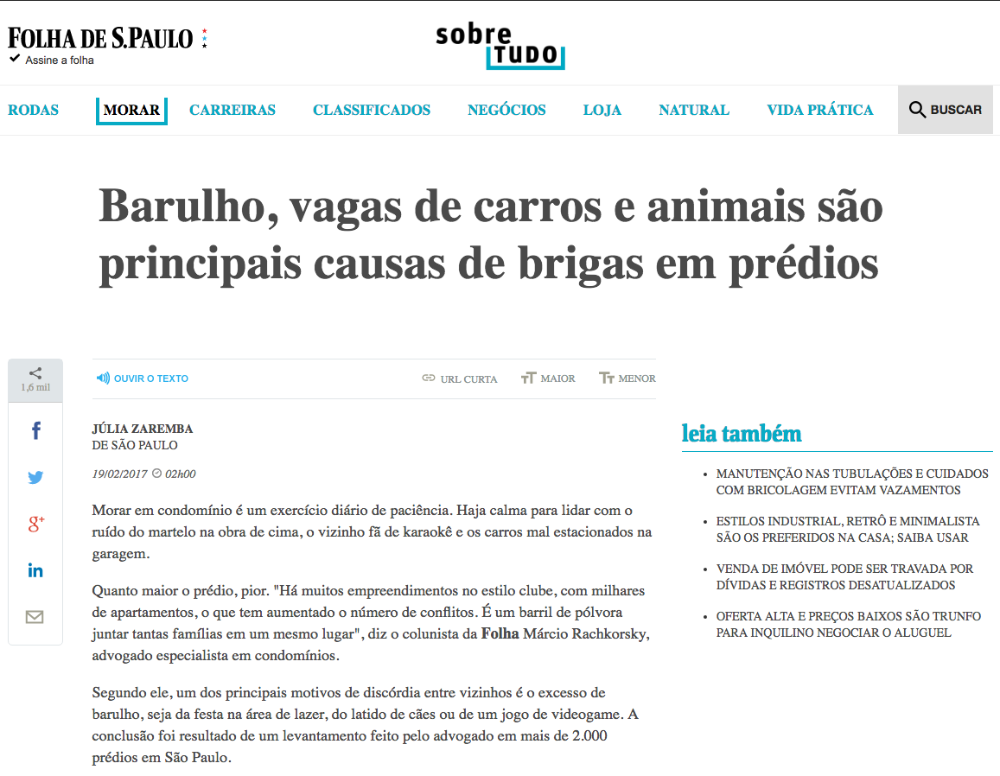 FOLHA DE S.PAULO
Assine a folha
sobre
TUDO
RODAS
MORAR
CARREIRAS
CLASSIFICADOS
NEGÓCIOS
LOJA
NATURAL
VIDA PRÁTICA
BUSCAR
Barulho, vagas de carros e animais são
principais causas de brigas em prédios
1,6 mil
OUVIR O TEXTO
URL CURTA
MAIOR
MENOR
JÚLIA ZAREMBA
DE SÃO PAULO
19/02/2017 02h00
Morar em condomínio é um exercício diário de paciência. Haja calma para lidar com o
ruído do martelo na obra de cima, o vizinho fã de karaokê e os carros mal estacionados na
garagem.
Quanto maior o prédio, pior. "Há muitos empreendimentos no estilo clube, com milhares
de apartamentos, o que tem aumentado o número de conflitos. É um barril de pólvora
juntar tantas famílias em um mesmo lugar", diz o colunista da Folha Márcio Rachkorsky,
advogado especialista em condomínios.
Segundo ele, um dos principais motivos de discórdia entre vizinhos é o excesso de
barulho, seja da festa na área de lazer, do latido de cães ou de um jogo de videogame. A
conclusão foi resultado de um levantamento feito pelo advogado em mais de 2.000
prédios em São Paulo.
leia também
MANUTENÇÃO NAS TUBULAÇÕES E CUIDADOS
COM BRICOLAGEM EVITAM VAZAMENTOS
ESTILOS INDUSTRIAL, RETRÔ E MINIMALISTA
SÃO OS PREFERIDOS NA CASA; SAIBA USAR
VENDA DE IMÓVEL PODE SER TRAVADA POR
DÍVIDAS E REGISTROS DESATUALIZADOS
OFERTA ALTA E PREÇOS BAIXOS SÃO TRUNFO
PARA INQUILINO NEGOCIAR O ALUGUEL